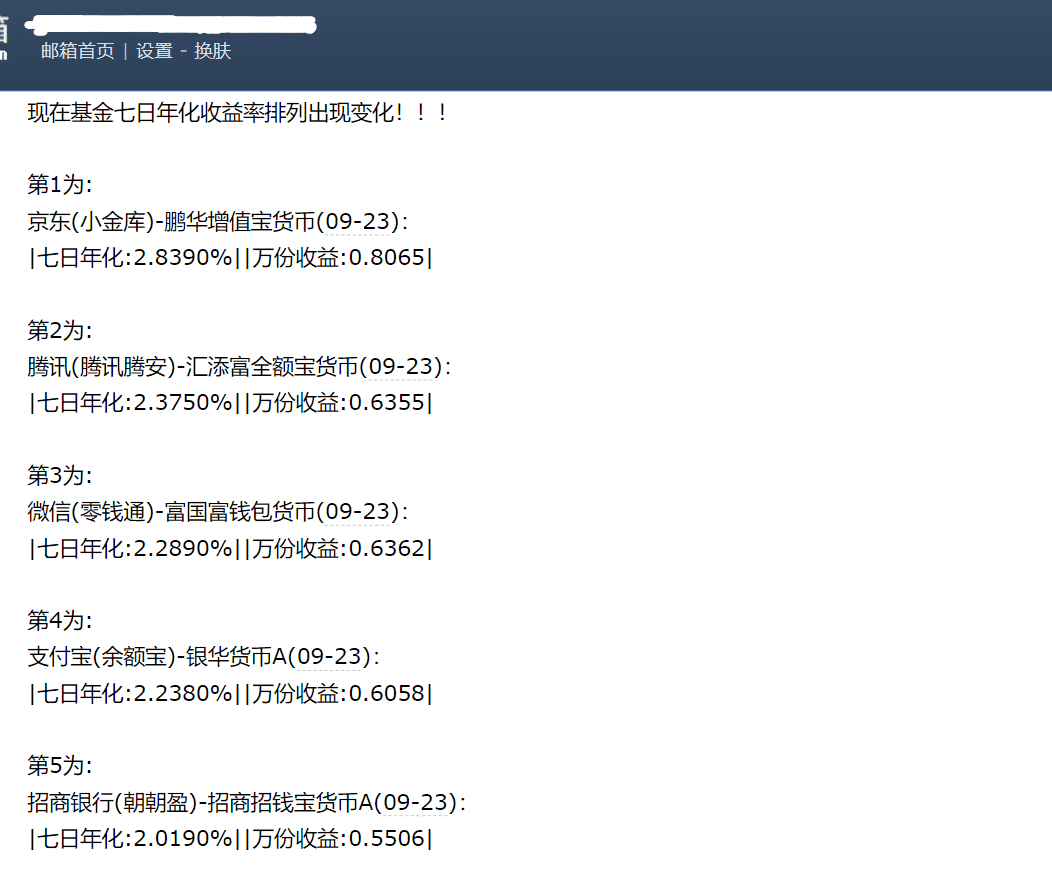 箱
邮箱首页 | 设置 - 换肤
现在基金七日年化收益率排列出现变化！！！
第1为:
京东(小金库)-鹏华增值宝货币(09-23):
|七日年化:2.8390%||万份收益:0.8065|
第2为:
腾讯(腾讯腾安)-汇添富全额宝货币(09-23):
|七日年化:2.3750%||万份收益:0.6355|
第3为:
微信(零钱通)-富国富钱包货币(09-23):
|七日年化:2.2890%||万份收益:0.6362|
第4为:
支付宝(余额宝)-银华货币A(09-23):
|七日年化:2.2380%||万份收益:0.6058|
第5为:
招商银行(朝朝盈)-招商招钱宝货币A(09-23):
|七日年化:2.0190%||万份收益:0.5506|